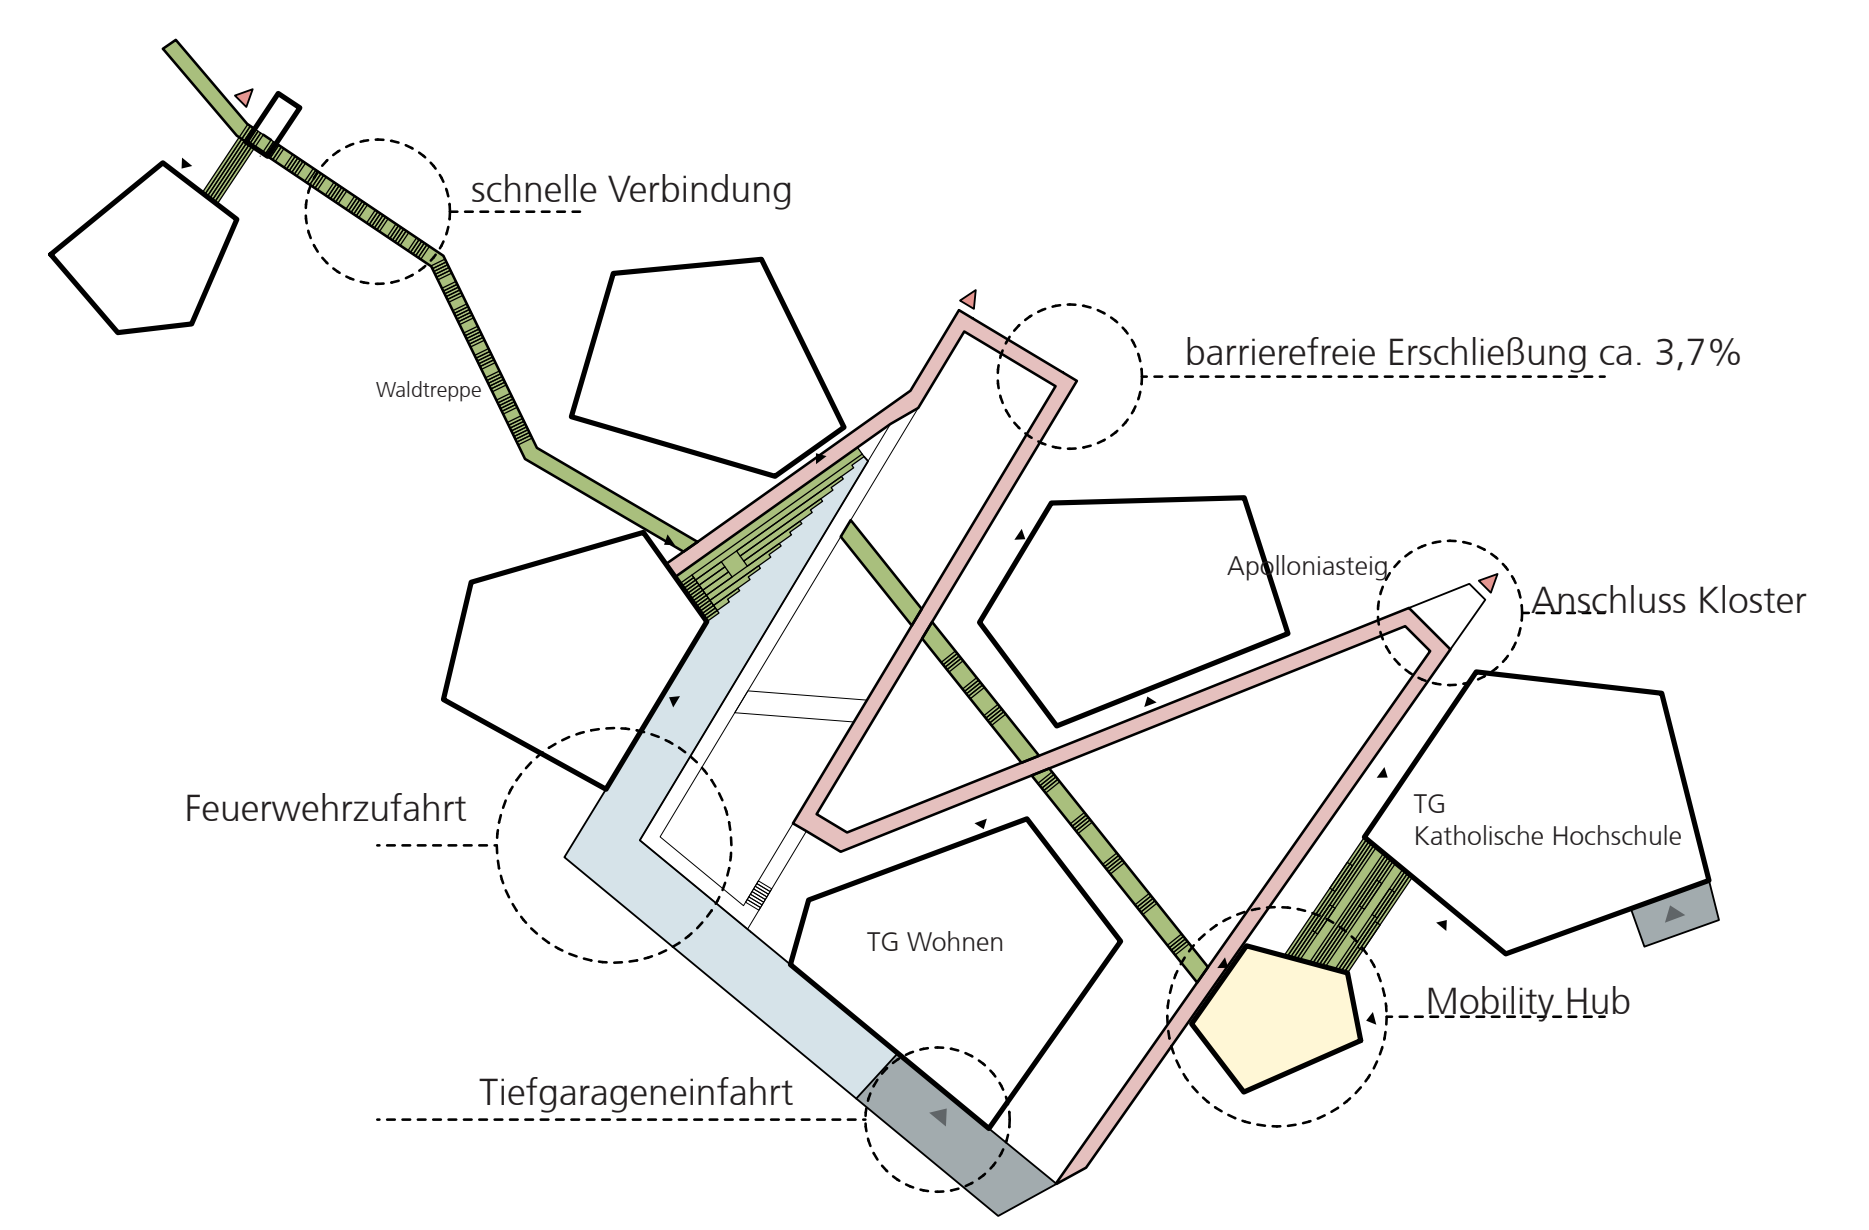 schnelle Verbindung
barrierefreie Erschließung ca. 3,7%
Waldtreppe
Apolloniasteig
Anschluss Kloster
Feuerwehrzufahrt
TG
Katholische Hochschule
TG Wohnen
Mobility Hub
Tiefgarageneinfahrt